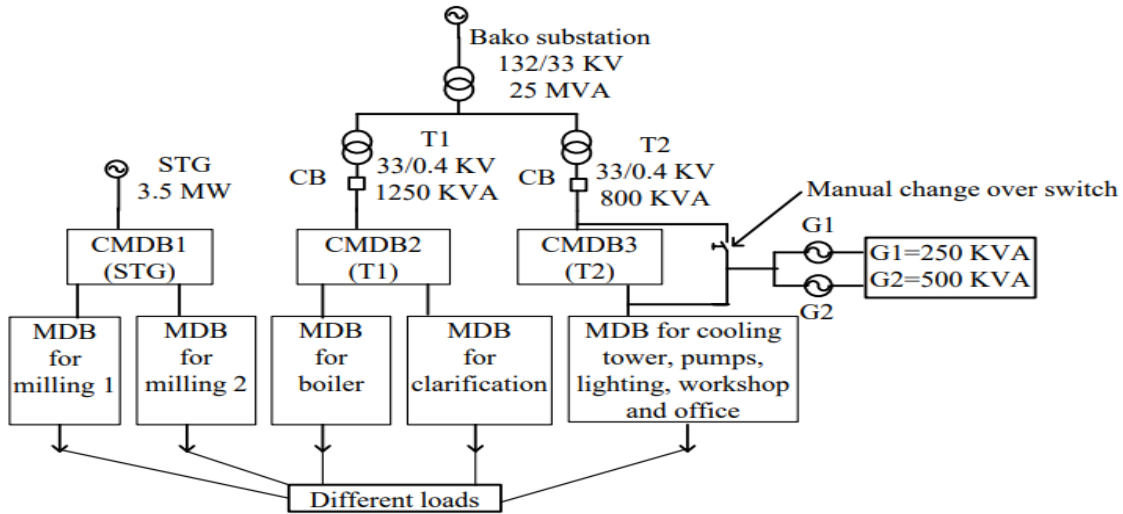 Bako substation
132/33 KV
25 MVA
T1
33/0.4 KV
1250 KVA
CB
T2
33/0.4 KV
800 KVA
CB
STG
3.5 MW
Manual change over switch
CMDB1
(STG)
CMDB2
(T1)
CMDB3
(T2)
G1
G1=250 KVA
G2=500 KVA
G2
MDB
for
milling 1
MDB
for
milling 2
MDB
for
boiler
MDB
for
clarification
MDB for cooling
tower, pumps,
lighting, workshop
and office
Different loads